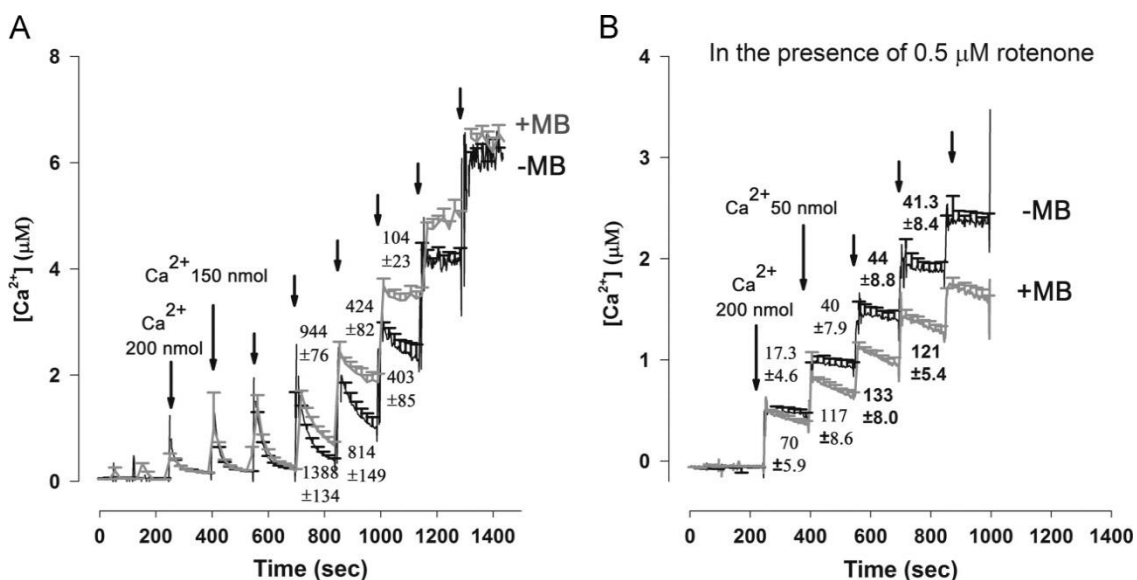 A
8
6
4
2
0
[Ca²⁺] (µM)
Ca²⁺ 150 nmol
Ca²⁺
200 nmol
944
±76
424
±82
104
±23
403
±85
814
±149
1388
±134
+MB
-MB
0 200 400 600 800 1000 1200 1400
Time (sec)
B
In the presence of 0.5 µM rotenone
4
3
2
1
0
[Ca²⁺] (µM)
Ca²⁺ 50 nmol
Ca²⁺
200 nmol
17.3
±4.6
40
±7.9
44
±8.8
41.3
±8.4
70
±5.9
117
±8.6
133
±8.0
121
±5.4
-MB
+MB
0 200 400 600 800 1000 1200 1400
Time (sec)